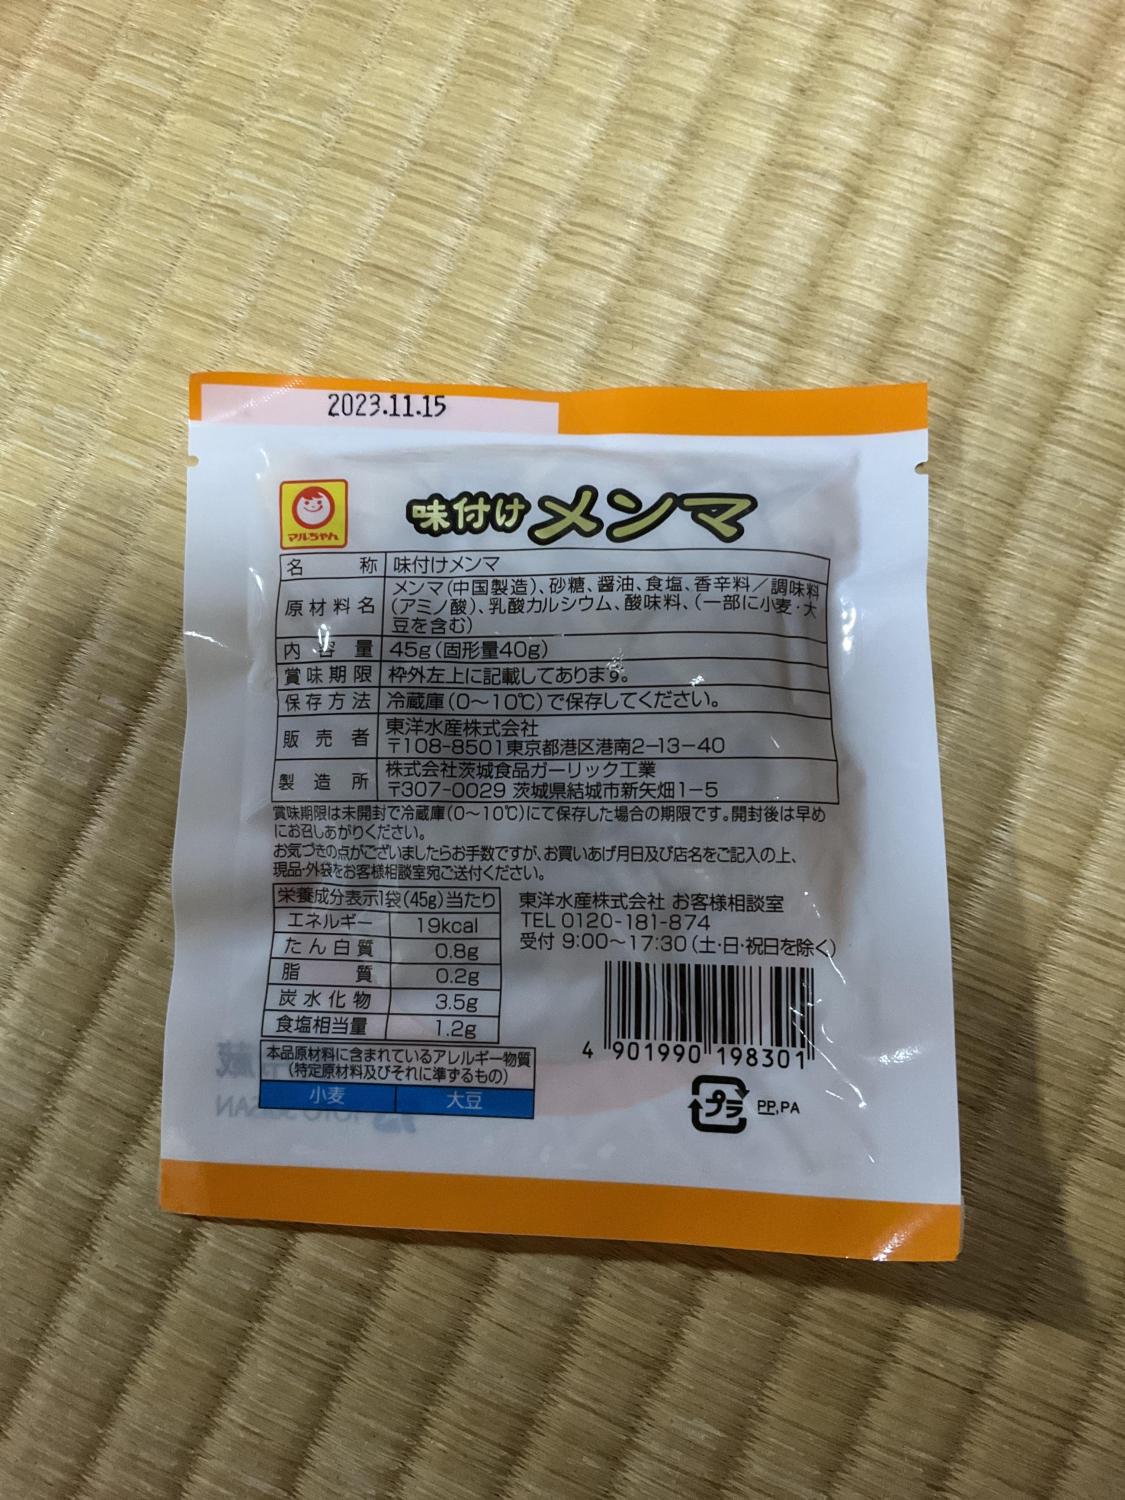 2023.11.15
マルちゃん
味付けメンマ
名称 味付けメンマ
原材料名 メンマ(中国製造)、砂糖、醤油、食塩、香辛料／調味料
(アミノ酸)、乳酸カルシウム、酸味料、(一部に小麦・大
豆を含む)
内容量 45g(固形量40g)
賞味期限 枠外左上に記載してあります。
保存方法 冷蔵庫(0～10℃)で保存してください。
販売者 東洋水産株式会社
〒108-8501東京都港区港南2-13-40
製造所 株式会社茨城食品ガーリック工業
〒307-0029 茨城県結城市新矢畑1-5
賞味期限は未開封で冷蔵庫(0～10℃)にて保存した場合の期限です。開封後は早め
にお召しあがりください。
お気づきの点がございましたらお手数ですが、お買いあげ月日及び店名をご記入の上、
現品・外袋をお客様相談室宛ご送付ください。
栄養成分表示1袋(45g)当たり
エネルギー 19kcal
たん白質 0.8g
脂質 0.2g
炭水化物 3.5g
食塩相当量 1.2g
東洋水産株式会社 お客様相談室
TEL 0120-181-874
受付 9:00～17:30(土・日・祝日を除く)
4 901990 198301
本品原材料に含まれているアレルギー物質
(特定原材料及びそれに準ずるもの)
小麦 大豆
プラ PP,PA